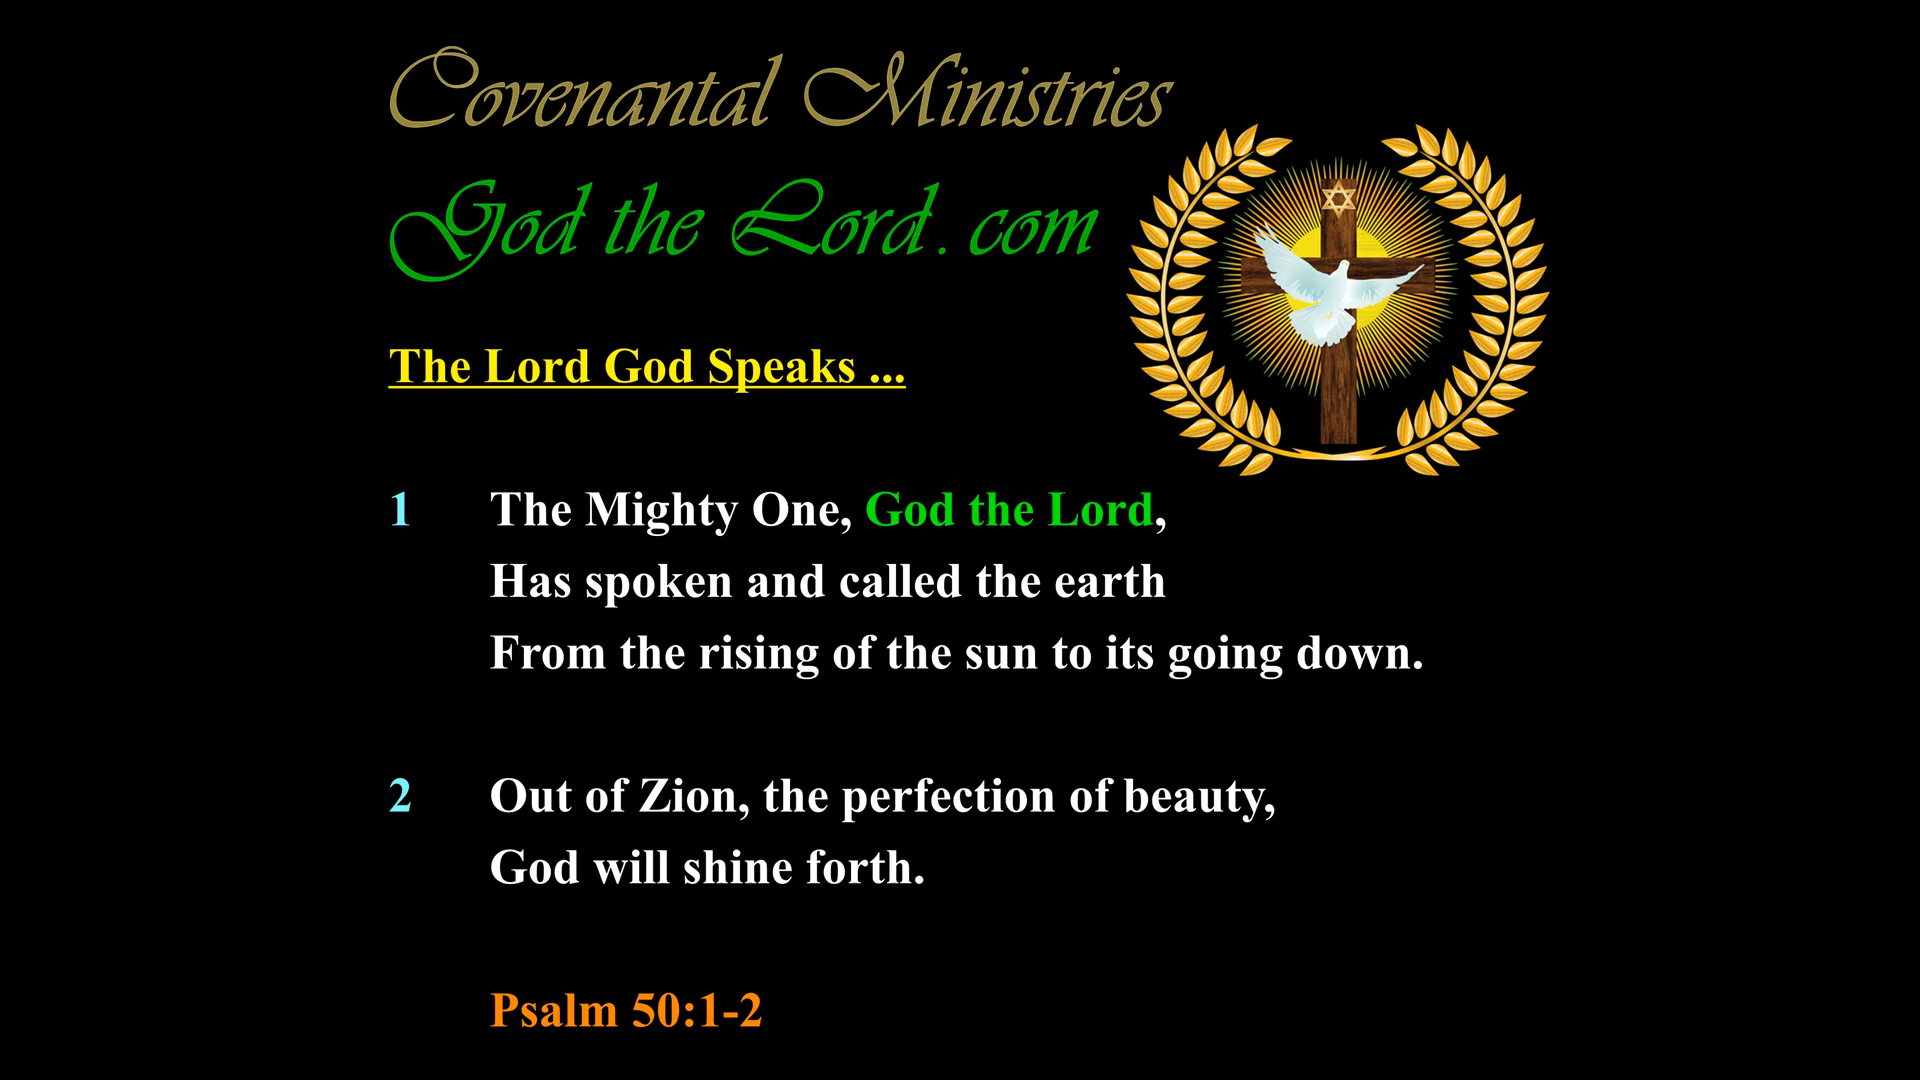 Covenantal Ministries
God the Lord . com
The Lord God Speaks ...
1 The Mighty One, God the Lord,
Has spoken and called the earth
From the rising of the sun to its going down.
2 Out of Zion, the perfection of beauty,
God will shine forth.
Psalm 50:1-2